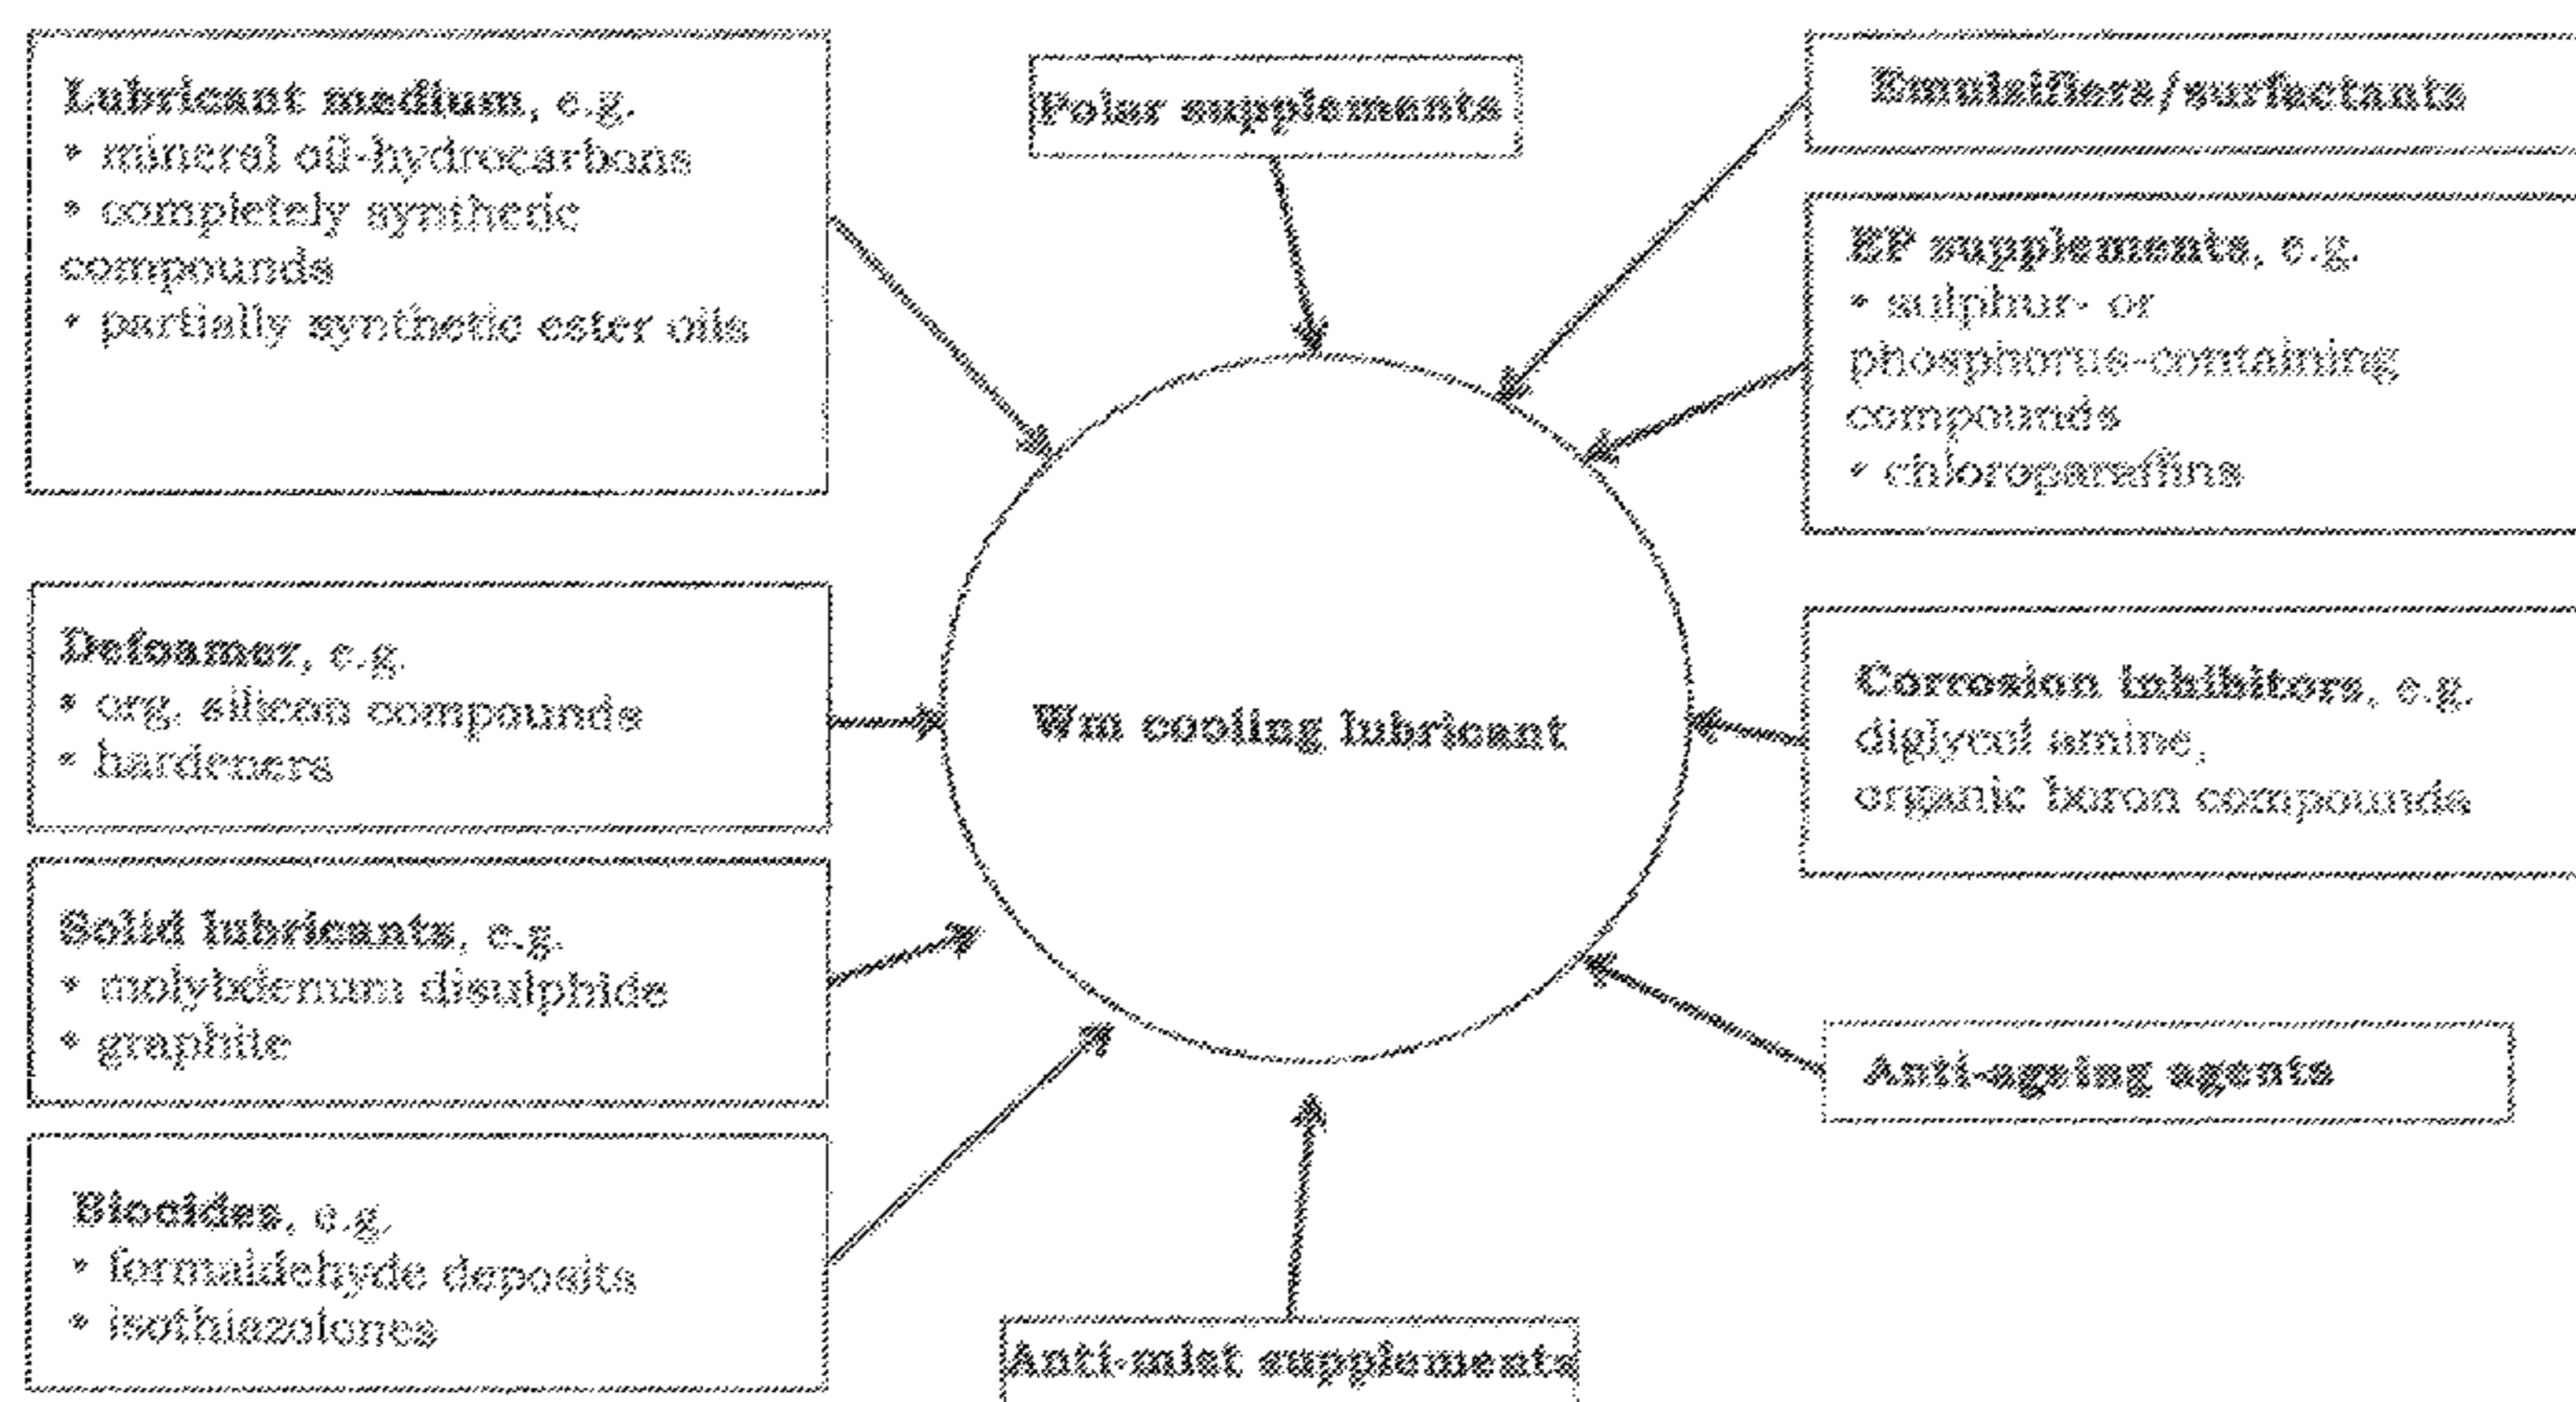 Lubricant medium, e.g.
• mineral oil-hydrocarbons
• completely synthetic
compounds
• partially synthetic ester oils
Polar supplements
Emulsifiers/surfactants
EP supplements, e.g.
• sulphur- or
phosphorus-containing
compounds
• chloroparaffins
Defoamer, e.g.
• org. silicon compounds
• hardeners
Wm cooling lubricant
Corrosion inhibitors, e.g.
diglycol amine,
organic boron compounds
Solid lubricants, e.g.
• molybdenum disulphide
• graphite
Anti-ageing agents
Biocides, e.g.
• formaldehyde deposits
• isothiazolones
Anti-mist supplements